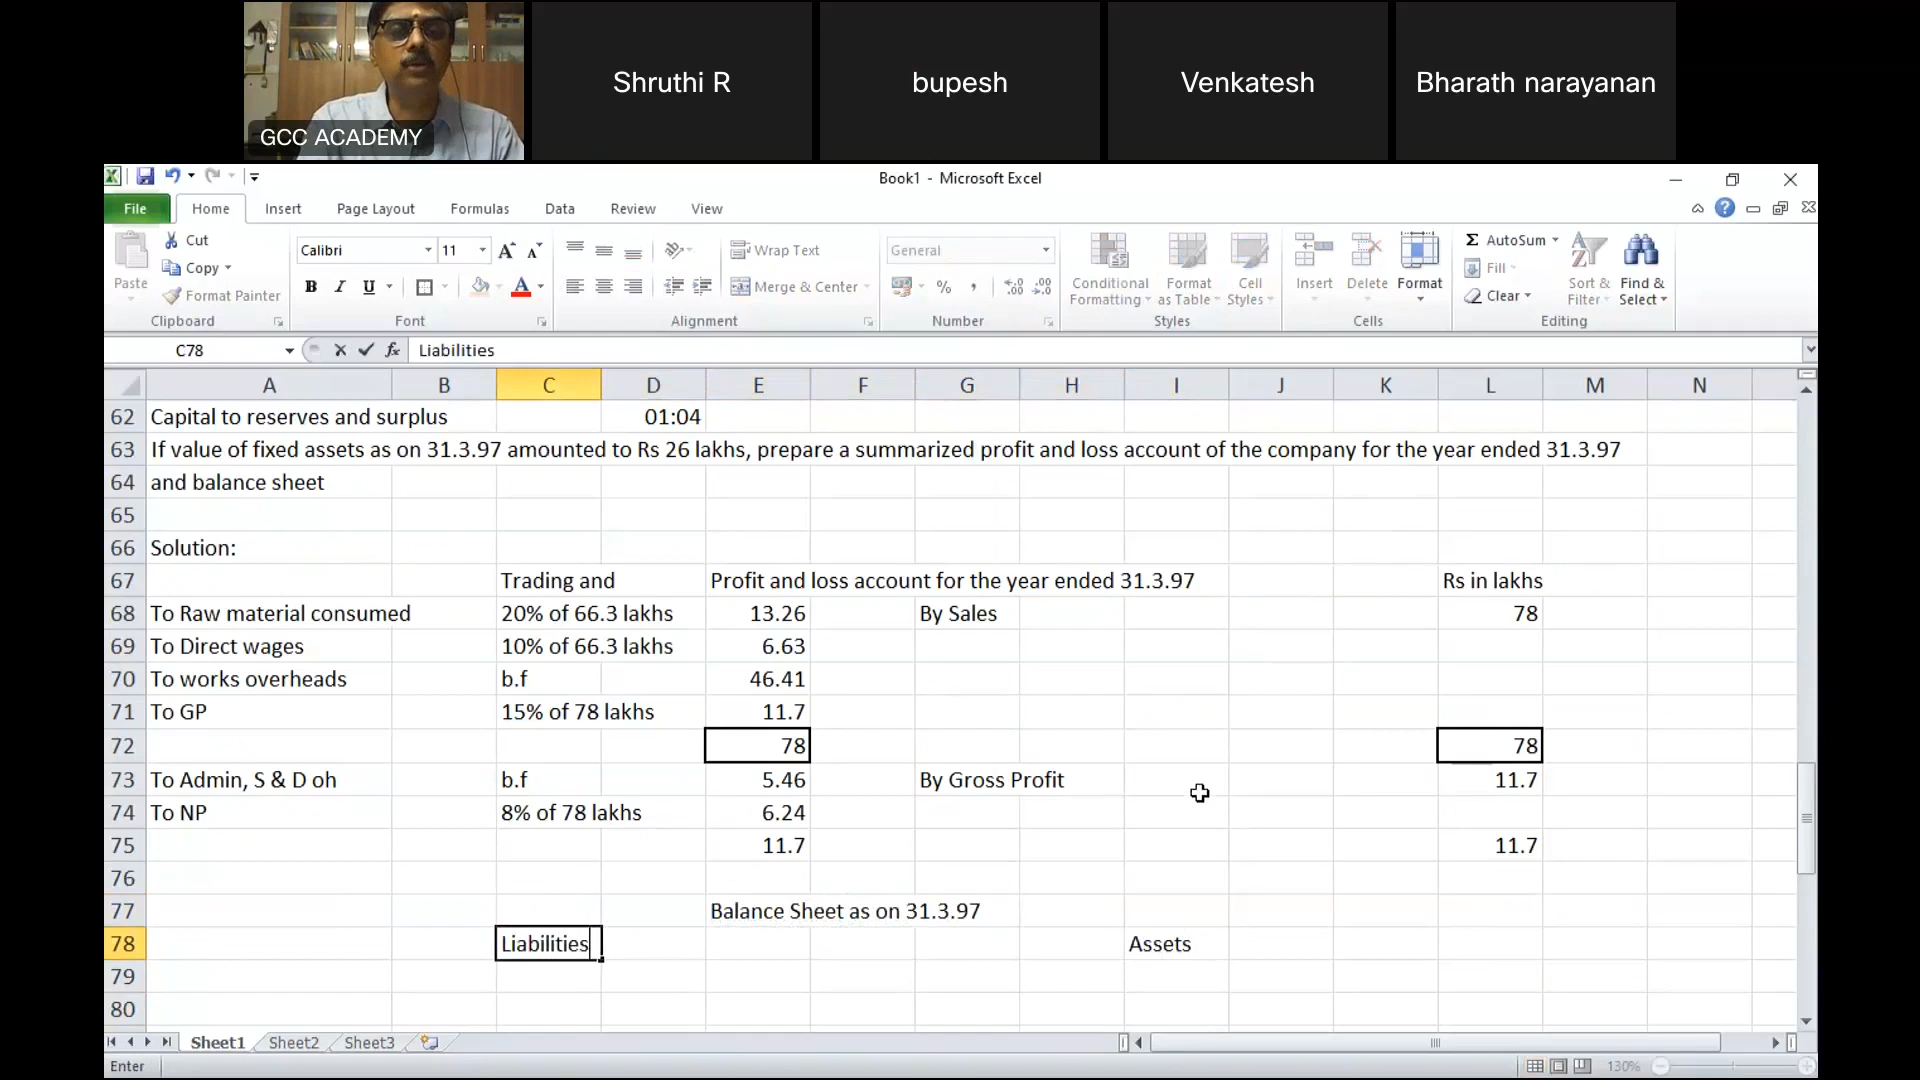 GCC ACADEMY
Shruthi R
bupesh
Venkatesh
Bharath narayanan
Book1 - Microsoft Excel
File Home Insert Page Layout Formulas Data Review View
Paste
Cut
Copy
Format Painter
Clipboard
Calibri 11
B I U A
Font
Wrap Text
Merge & Center
Alignment
General
%
Number
Conditional Formatting
Format as Table
Cell Styles
Styles
Insert Delete Format
Cells
Σ AutoSum
Fill
Clear
Sort & Filter
Find & Select
Editing
C78 fx Liabilities
A B C D E F G H I J K L M N
62 Capital to reserves and surplus 01:04
63 If value of fixed assets as on 31.3.97 amounted to Rs 26 lakhs, prepare a summarized profit and loss account of the company for the year ended 31.3.97
64 and balance sheet
65
66 Solution:
67 Trading and Profit and loss account for the year ended 31.3.97 Rs in lakhs
68 To Raw material consumed 20% of 66.3 lakhs 13.26 By Sales 78
69 To Direct wages 10% of 66.3 lakhs 6.63
70 To works overheads b.f 46.41
71 To GP 15% of 78 lakhs 11.7
72 78 78
73 To Admin, S & D oh b.f 5.46 By Gross Profit 11.7
74 To NP 8% of 78 lakhs 6.24
75 11.7 11.7
76
77 Balance Sheet as on 31.3.97
78 Liabilities Assets
79
80
Sheet1 Sheet2 Sheet3
Enter 130%